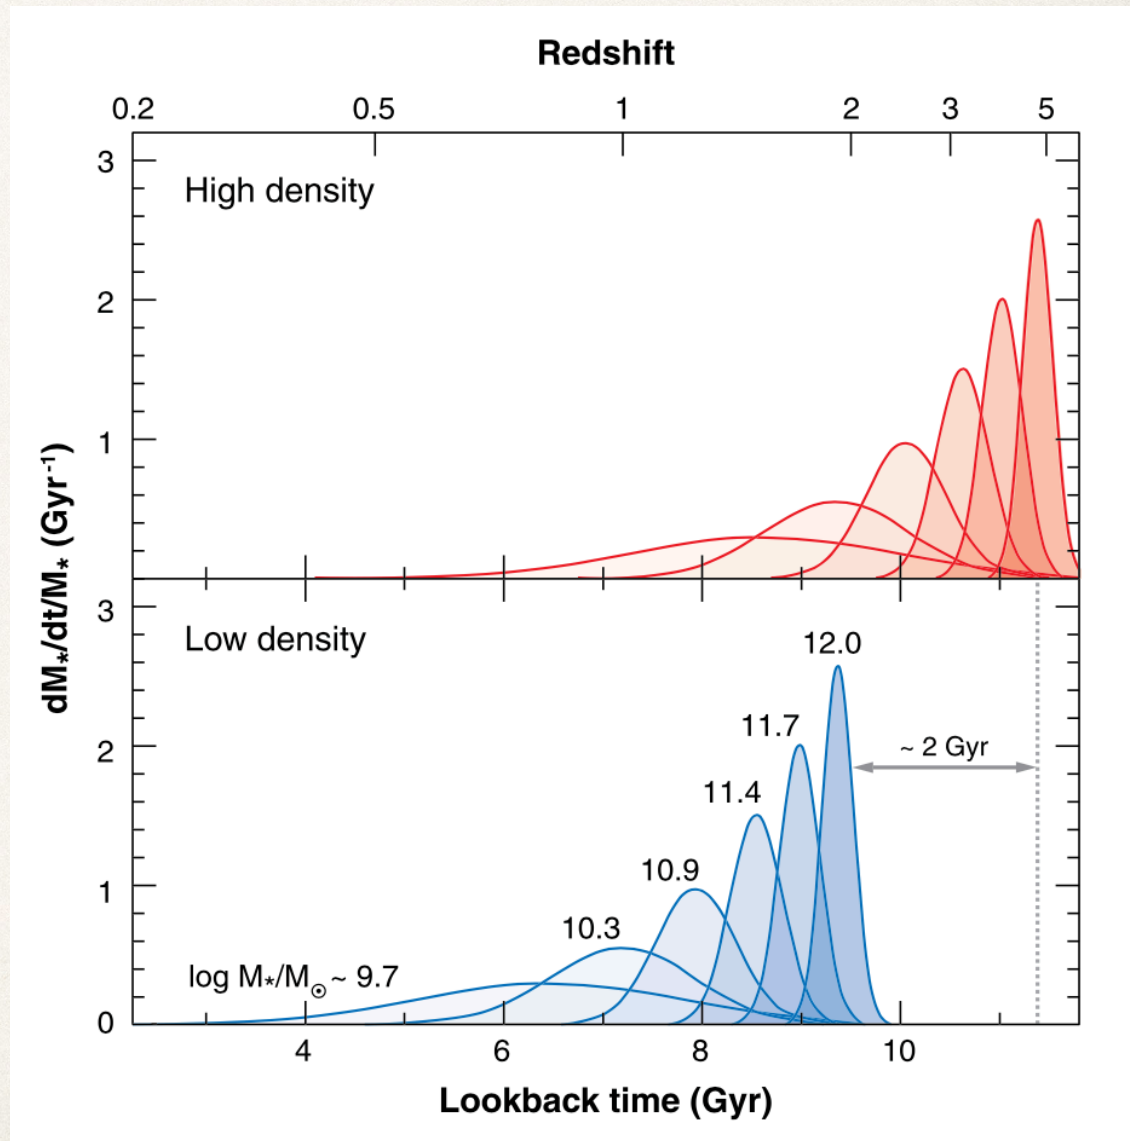 Redshift
0.2 0.5 1 2 3 5
3
High density
2
1
dM*/dt/M* (Gyr⁻¹)
3
Low density
12.0
11.7
~ 2 Gyr
2
11.4
10.9
1
10.3
log M*/M⊙ ~ 9.7
0
4 6 8 10
Lookback time (Gyr)